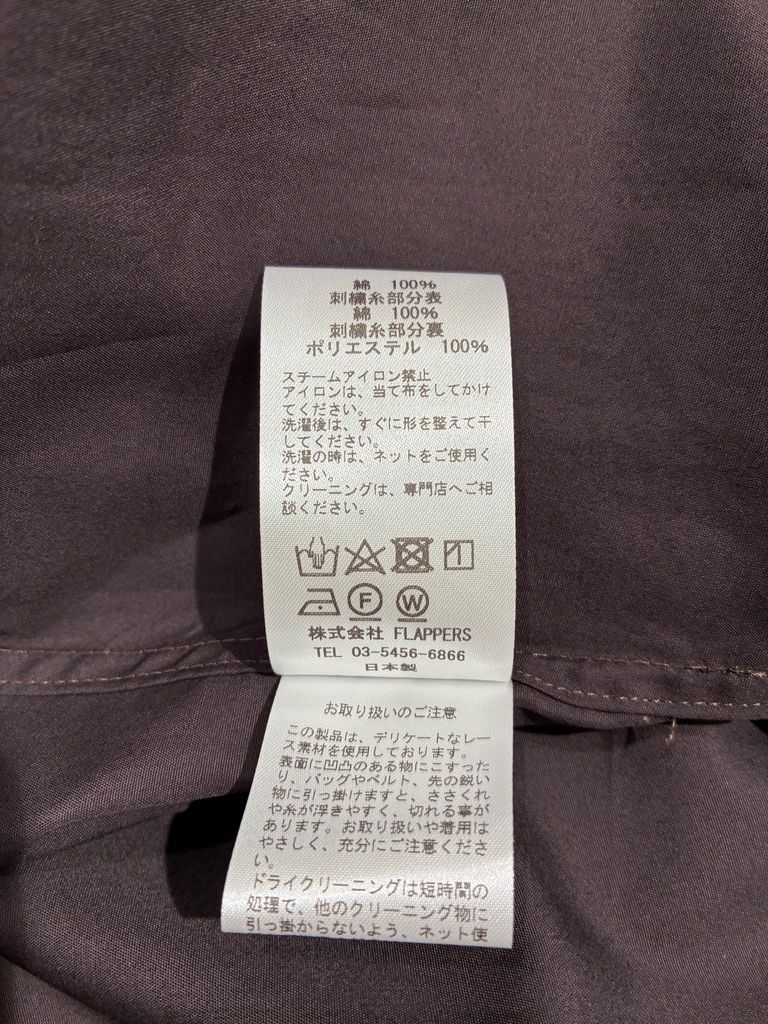 綿 100%
刺繍糸部分表
綿 100%
刺繍糸部分裏
ポリエステル 100%
スチームアイロン禁止
アイロンは、当て布をしてかけ
てください。
洗濯後は、すぐに形を整えて干
してください。
洗濯の時は、ネットをご使用く
ださい。
クリーニングは、専門店へご相
談ください。
F W
株式会社 FLAPPERS
TEL 03-5456-6866
日本製
お取り扱いのご注意
この製品は、デリケートなレー
ス素材を使用しております。
表面に凹凸のある物にこすった
り、バッグやベルト、先の鋭い
物に引っ掛けますと、ささくれ
や糸が浮きやすく、切れる事が
あります。お取り扱いや着用は
やさしく、充分にご注意くださ
い。
ドライクリーニングは短時間の
処理で、他のクリーニング物に
引っ掛からないよう、ネット使